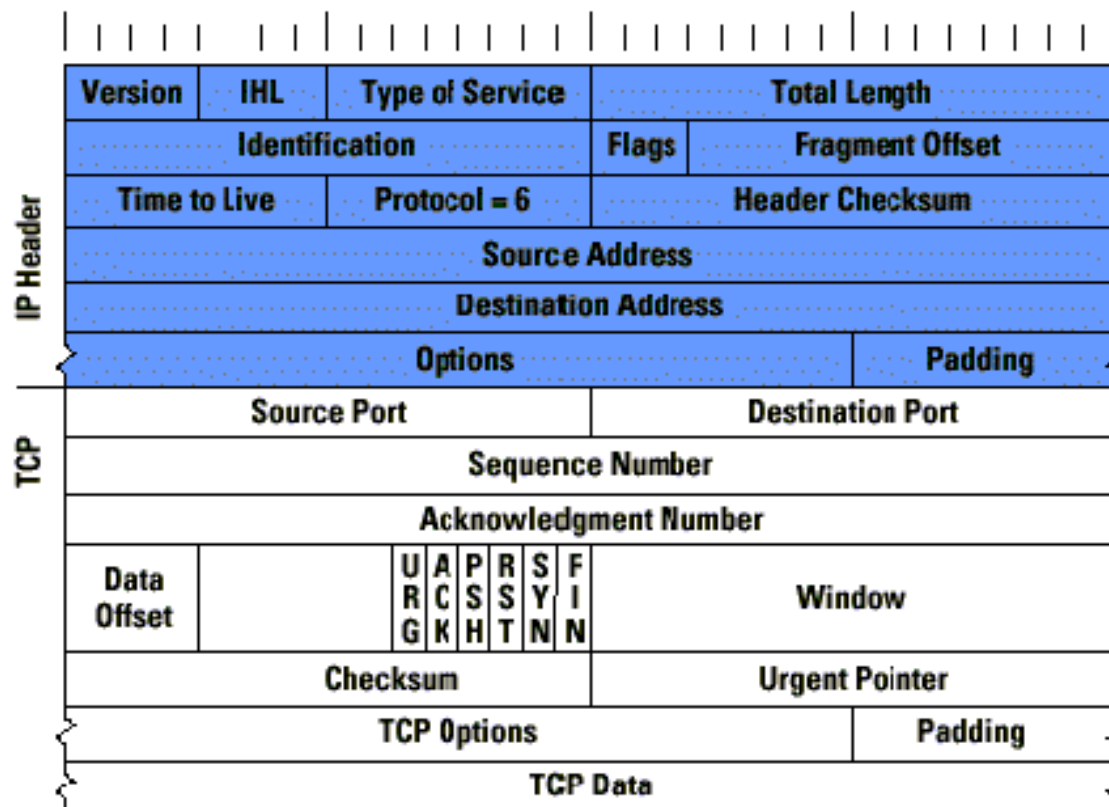 Version IHL Type of Service Total Length
Identification Flags Fragment Offset
Time to Live Protocol = 6 Header Checksum
Source Address
Destination Address
Options Padding
IP Header
Source Port Destination Port
Sequence Number
Acknowledgment Number
Data Offset URG ACK PSH RST SYN FIN Window
Checksum Urgent Pointer
TCP Options Padding
TCP Data
TCP